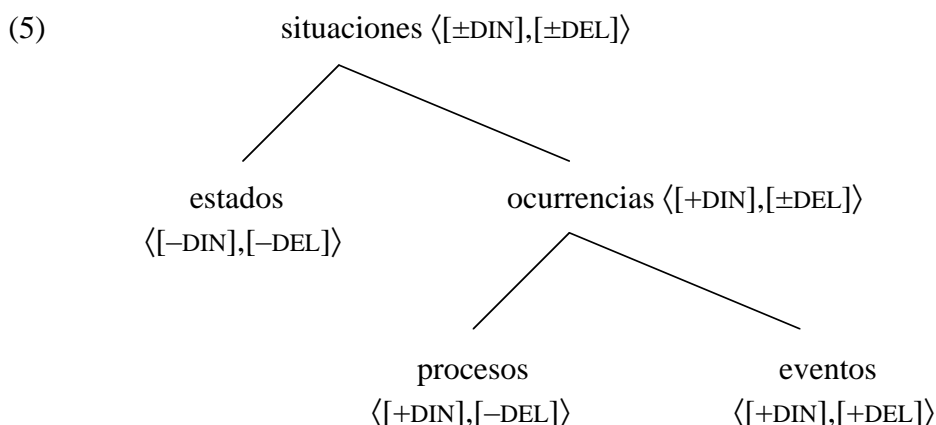 (5) situaciones ⟨[±DIN],[±DEL]⟩
estados ocurrencias ⟨[+DIN],[±DEL]⟩
⟨[–DIN],[–DEL]⟩
procesos eventos
⟨[+DIN],[–DEL]⟩ ⟨[+DIN],[+DEL]⟩